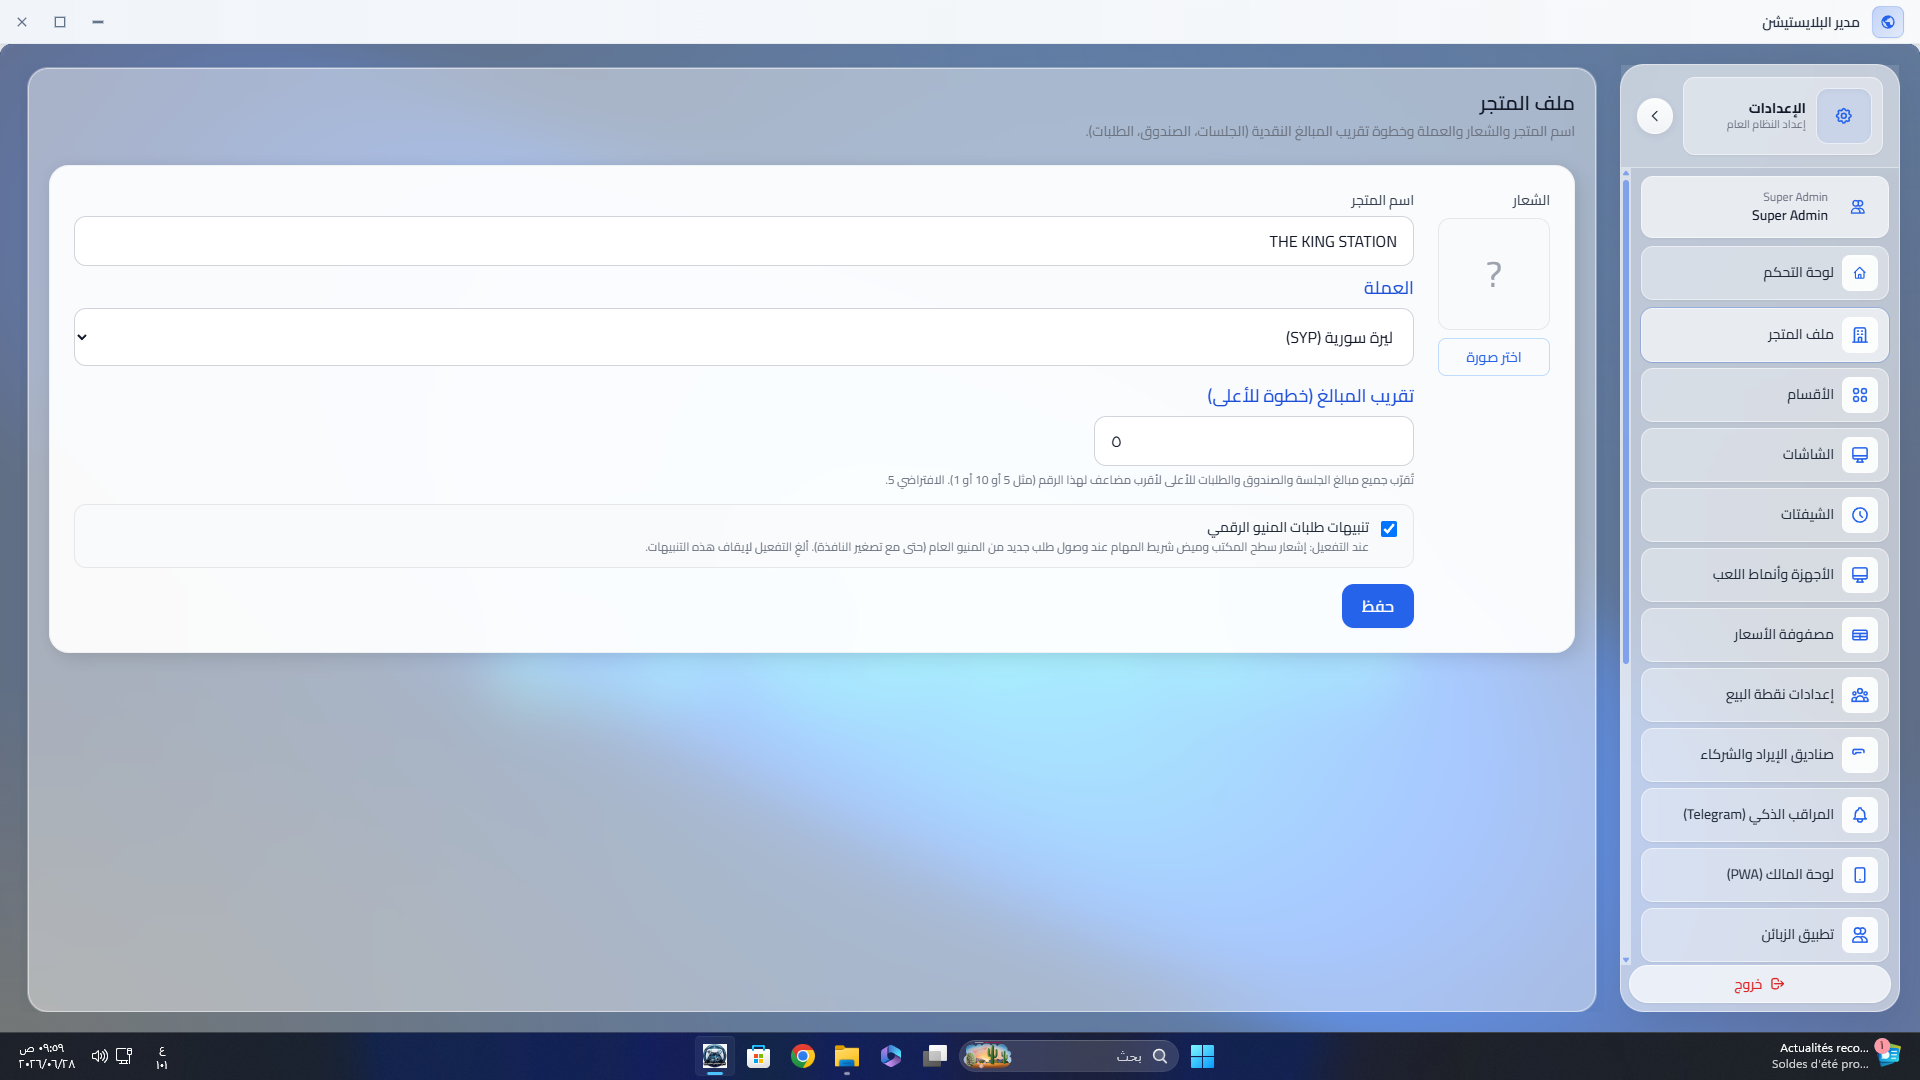 مدير البلايستيشن
الإعدادات
إعداد النظام العام
Super Admin
Super Admin
لوحة التحكم
ملف المتجر
الأقسام
الشاشات
الشيفتات
الأجهزة وأنماط اللعب
مصفوفة الأسعار
إعدادات نقطة البيع
صناديق الإيراد والشركاء
المراقب الذكي (Telegram)
لوحة المالك (PWA)
تطبيق الزبائن
خروج
ملف المتجر
اسم المتجر والشعار والعملة وخطوة تقريب المبالغ النقدية (الجلسات، الصندوق، الطلبات).
الشعار
?
اختر صورة
اسم المتجر
THE KING STATION
العملة
ليرة سورية (SYP)
تقريب المبالغ (خطوة للأعلى)
٥
تُقرّب جميع مبالغ الجلسة والصندوق والطلبات للأعلى لأقرب مضاعف لهذا الرقم (مثل 5 أو 10 أو 1). الافتراضي 5.
تنبيهات طلبات المنيو الرقمي
عند التفعيل: إشعار سطح المكتب وميض شريط المهام عند وصول طلب جديد من المنيو العام (حتى مع تصغير النافذة). ألغِ التفعيل لإيقاف هذه التنبيهات.
حفظ
١
Actualités reco...
Soldes d'été pro...
بحث
ع
١٠١
٠٩:٥٩ ص
٢٠٢٦/٠٦/٢٨